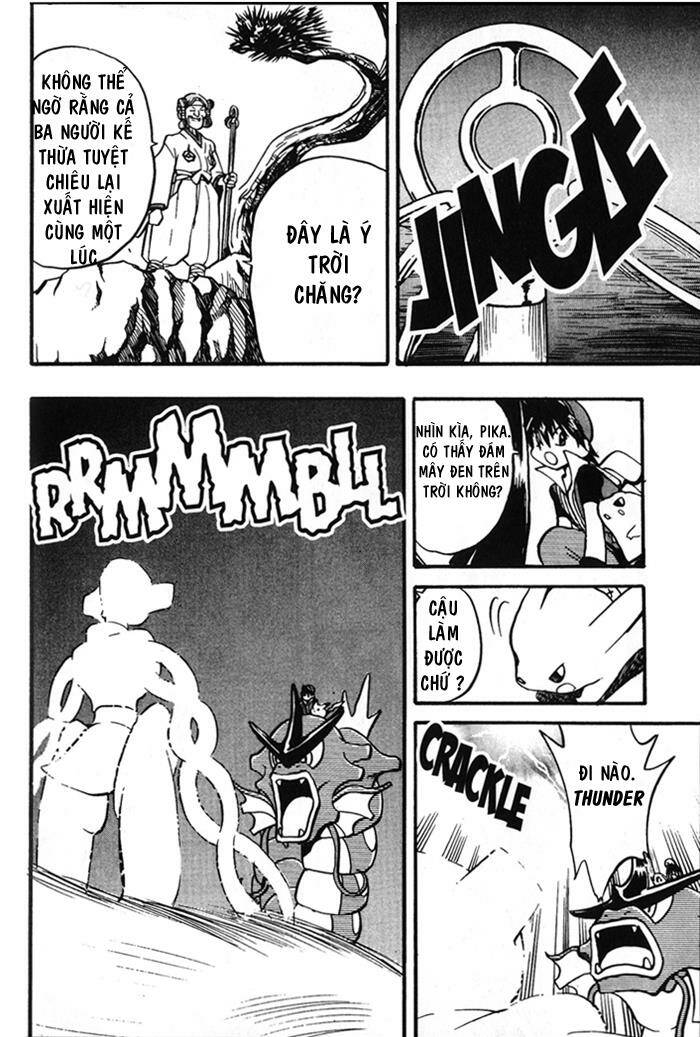 KHÔNG THỂ
NGỜ RẰNG CẢ
BA NGƯỜI KẾ
THỪA TUYỆT
CHIÊU LẠI
XUẤT HIỆN
CÙNG MỘT
LÚC
ĐÂY LÀ Ý
TRỜI
CHĂNG?
JINGLE
RRMMMMBLL
NHÌN KÌA, PIKA.
CÓ THẤY ĐÁM
MÂY ĐEN TRÊN
TRỜI KHÔNG?
CẬU
LÀM
ĐƯỢC
CHỨ ?
CRACKLE
ĐI NÀO.
THUNDER